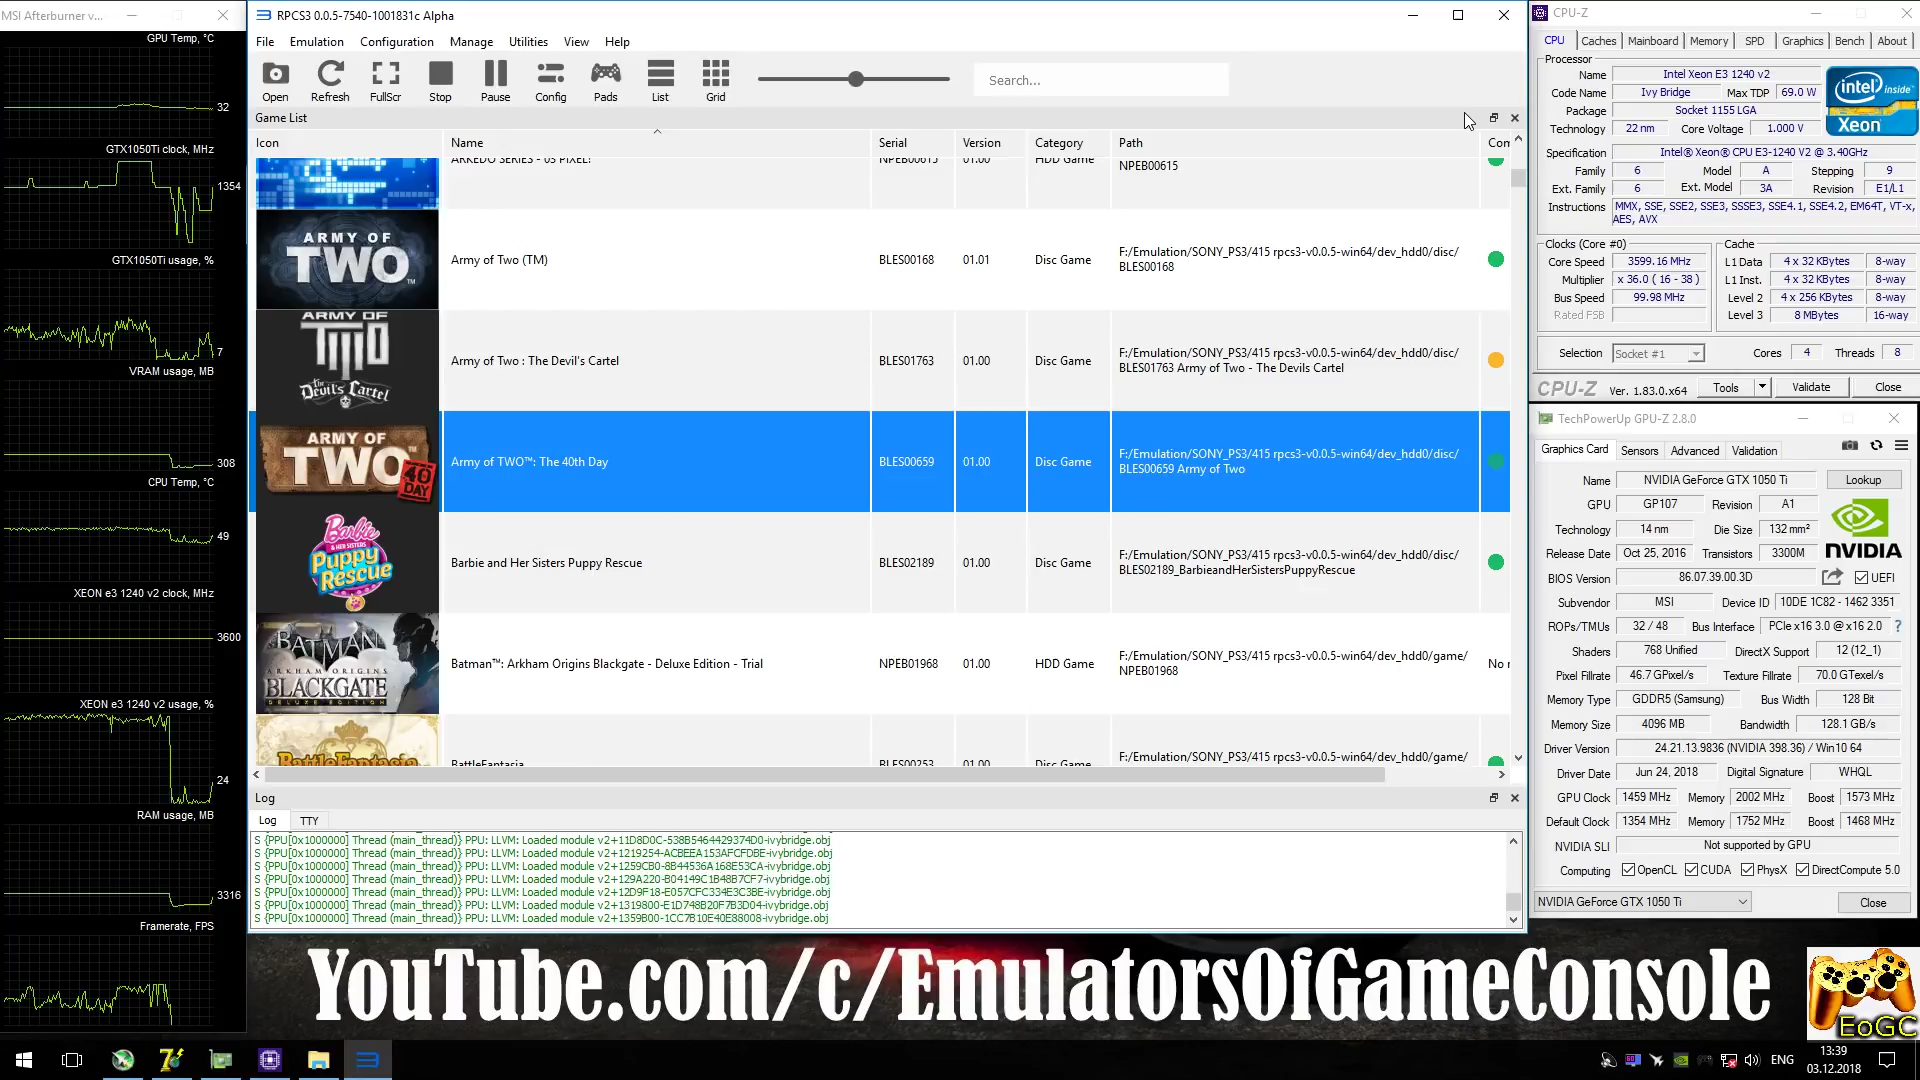 MSI Afterburner v...
GPU Temp, °C
32
GTX1050Ti clock, MHz
1354
GTX1050Ti usage, %
7
VRAM usage, MB
308
CPU Temp, °C
49
XEON e3 1240 v2 clock, MHz
3600
XEON e3 1240 v2 usage, %
24
RAM usage, MB
3316
Framerate, FPS
RPCS3 0.0.5-7540-1001831c Alpha
File Emulation Configuration Manage Utilities View Help
Open Refresh FullScr Stop Pause Config Pads List Grid
Search...
Game List
Icon Name Serial Version Category Path Com
ARKEDO SERIES - 03 PIXEL! NPEB00615 01.00 HDD Game
NPEB00615
ARMY OF
TWO™
Army of Two (TM) BLES00168 01.01 Disc Game F:/Emulation/SONY_PS3/415 rpcs3-v0.0.5-win64/dev_hdd0/disc/
BLES00168
ARMY OF
TWO
The
Devil's Cartel
Army of Two : The Devil's Cartel BLES01763 01.00 Disc Game F:/Emulation/SONY_PS3/415 rpcs3-v0.0.5-win64/dev_hdd0/disc/
BLES01763 Army of Two - The Devils Cartel
ARMY OF
TWO
40
DAY
Army of TWO™: The 40th Day BLES00659 01.00 Disc Game F:/Emulation/SONY_PS3/415 rpcs3-v0.0.5-win64/dev_hdd0/disc/
BLES00659 Army of Two
Barbie
& HER SISTERS
Puppy
Rescue
Barbie and Her Sisters Puppy Rescue BLES02189 01.00 Disc Game F:/Emulation/SONY_PS3/415 rpcs3-v0.0.5-win64/dev_hdd0/disc/
BLES02189_BarbieandHerSistersPuppyRescue
BATMAN
ARKHAM ORIGINS
BLACKGATE
DELUXE EDITION
Batman™: Arkham Origins Blackgate - Deluxe Edition - Trial NPEB01968 01.00 HDD Game F:/Emulation/SONY_PS3/415 rpcs3-v0.0.5-win64/dev_hdd0/game/
NPEB01968
No r
BattleFantasia
BattleFantasia BLES00253 01.00 Disc Game F:/Emulation/SONY_PS3/415 rpcs3-v0.0.5-win64/dev_hdd0/game/
Log
Log TTY
S {PPU[0x1000000] Thread (main_thread)} PPU: LLVM: Loaded module v2+11D8D0C-538B5464429374D0-ivybridge.obj
S {PPU[0x1000000] Thread (main_thread)} PPU: LLVM: Loaded module v2+1219254-ACBEEA153AFCFDBE-ivybridge.obj
S {PPU[0x1000000] Thread (main_thread)} PPU: LLVM: Loaded module v2+1259CB0-8B44536A168E53CA-ivybridge.obj
S {PPU[0x1000000] Thread (main_thread)} PPU: LLVM: Loaded module v2+129A220-B04149C1B48B7CF7-ivybridge.obj
S {PPU[0x1000000] Thread (main_thread)} PPU: LLVM: Loaded module v2+12D9F18-E057CFC334E3C3BE-ivybridge.obj
S {PPU[0x1000000] Thread (main_thread)} PPU: LLVM: Loaded module v2+1319800-E1D748B20F7B3D04-ivybridge.obj
S {PPU[0x1000000] Thread (main_thread)} PPU: LLVM: Loaded module v2+1359B00-1CC7B10E40E88008-ivybridge.obj
CPU-Z
CPU Caches Mainboard Memory SPD Graphics Bench About
Processor
Name Intel Xeon E3 1240 v2
Code Name Ivy Bridge Max TDP 69.0 W
Package Socket 1155 LGA
Technology 22 nm Core Voltage 1.000 V
intel inside™
Xeon
Specification Intel® Xeon® CPU E3-1240 V2 @ 3.40GHz
Family 6 Model A Stepping 9
Ext. Family 6 Ext. Model 3A Revision E1/L1
Instructions MMX, SSE, SSE2, SSE3, SSSE3, SSE4.1, SSE4.2, EM64T, VT-x,
AES, AVX
Clocks (Core #0) Cache
Core Speed 3599.16 MHz L1 Data 4 x 32 KBytes 8-way
Multiplier x 36.0 ( 16 - 38 ) L1 Inst. 4 x 32 KBytes 8-way
Bus Speed 99.98 MHz Level 2 4 x 256 KBytes 8-way
Rated FSB Level 3 8 MBytes 16-way
Selection Socket #1 Cores 4 Threads 8
CPU-Z Ver. 1.83.0.x64 Tools Validate Close
TechPowerUp GPU-Z 2.8.0
Graphics Card Sensors Advanced Validation
Name NVIDIA GeForce GTX 1050 Ti Lookup
GPU GP107 Revision A1
Technology 14 nm Die Size 132 mm²
Release Date Oct 25, 2016 Transistors 3300M
NVIDIA
BIOS Version 86.07.39.00.3D UEFI
Subvendor MSI Device ID 10DE 1C82 - 1462 3351
ROPs/TMUs 32 / 48 Bus Interface PCIe x16 3.0 @ x16 2.0 ?
Shaders 768 Unified DirectX Support 12 (12_1)
Pixel Fillrate 46.7 GPixel/s Texture Fillrate 70.0 GTexel/s
Memory Type GDDR5 (Samsung) Bus Width 128 Bit
Memory Size 4096 MB Bandwidth 128.1 GB/s
Driver Version 24.21.13.9836 (NVIDIA 398.36) / Win10 64
Driver Date Jun 24, 2018 Digital Signature WHQL
GPU Clock 1459 MHz Memory 2002 MHz Boost 1573 MHz
Default Clock 1354 MHz Memory 1752 MHz Boost 1468 MHz
NVIDIA SLI Not supported by GPU
Computing OpenCL CUDA PhysX DirectCompute 5.0
NVIDIA GeForce GTX 1050 Ti Close
YouTube.com/c/EmulatorsOfGameConsole
EoGC
ENG
13:39
03.12.2018